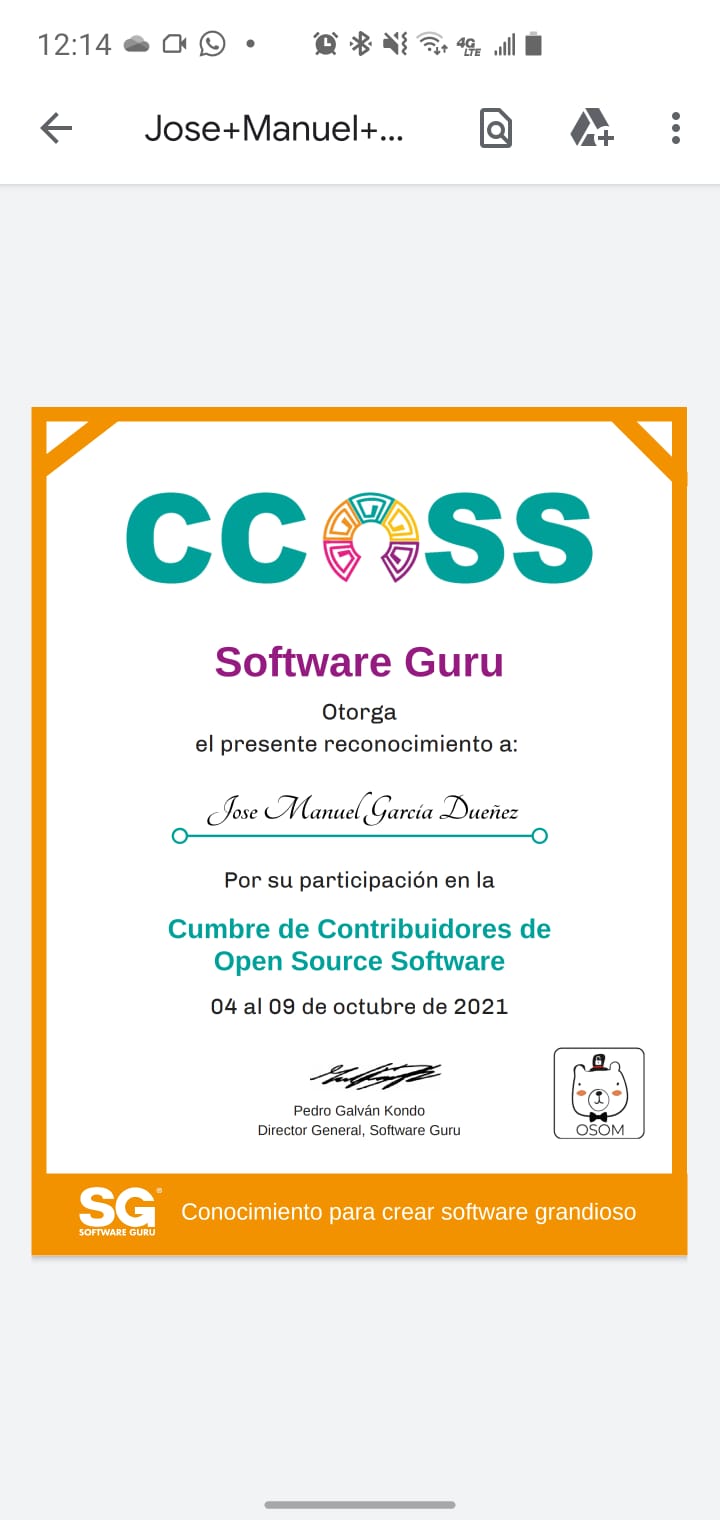 12:14
4G
LTE
Jose+Manuel+...
CCOSS
Software Guru
Otorga
el presente reconocimiento a:
Jose Manuel García Dueñez
Por su participación en la
Cumbre de Contribuidores de
Open Source Software
04 al 09 de octubre de 2021
Pedro Galván Kondo
Director General, Software Guru
OSOM
SG®
SOFTWARE GURU
Conocimiento para crear software grandioso